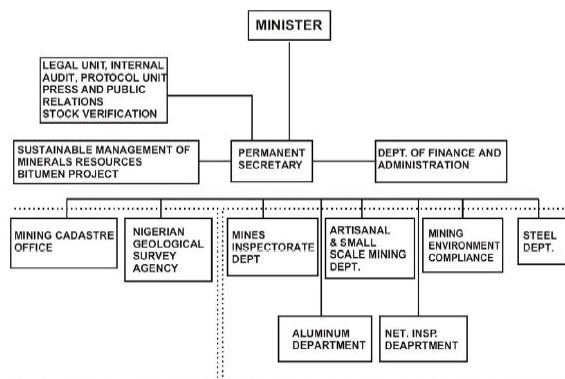 MINISTER
LEGAL UNIT, INTERNAL
AUDIT, PROTOCOL UNIT
PRESS AND PUBLIC
RELATIONS
STOCK VERIFICATION
SUSTAINABLE MANAGEMENT OF
MINERALS RESOURCES
BITUMEN PROJECT
PERMANENT
SECRETARY
DEPT. OF FINANCE AND
ADMINISTRATION
MINING CADASTRE
OFFICE
NIGERIAN
GEOLOGICAL
SURVEY
AGENCY
MINES
INSPECTORATE
DEPT
ARTISANAL
& SMALL
SCALE MINING
DEPT.
MINING
ENVIRONMENT
COMPLIANCE
STEEL
DEPT.
ALUMINUM
DEPARTMENT
NET. INSP.
DEAPRTMENT